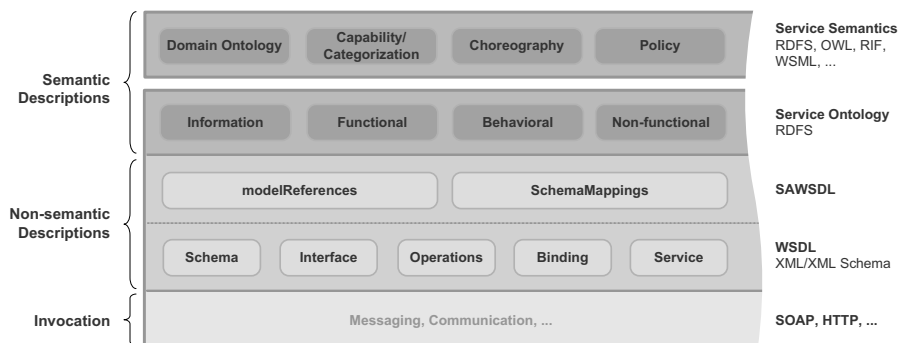 Semantic
Descriptions
Domain Ontology
Capability/
Categorization
Choreography
Policy
Service Semantics
RDFS, OWL, RIF,
WSML, ...
Information
Functional
Behavioral
Non-functional
Service Ontology
RDFS
Non-semantic
Descriptions
modelReferences
SchemaMappings
SAWSDL
Schema
Interface
Operations
Binding
Service
WSDL
XML/XML Schema
Invocation
Messaging, Communication, ...
SOAP, HTTP, ...